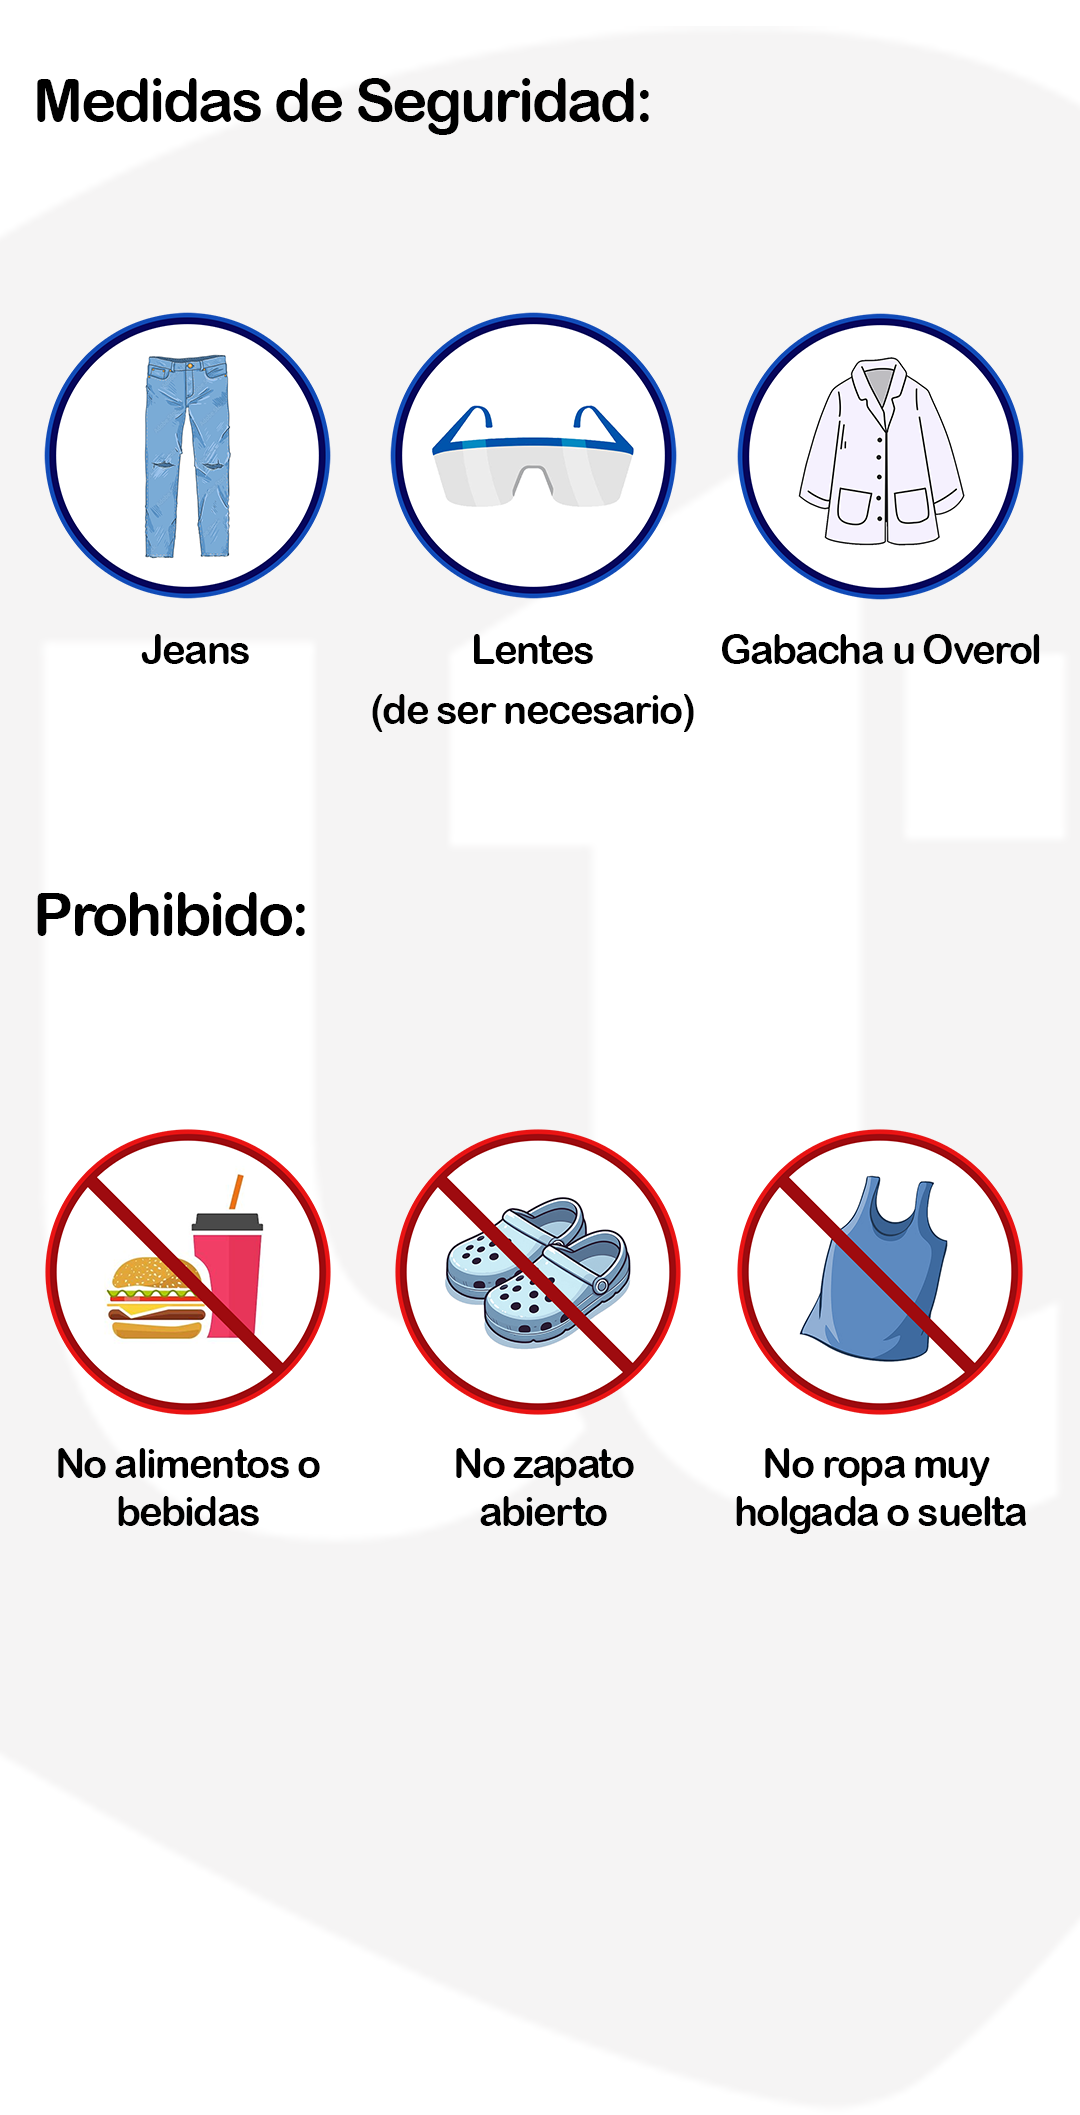 Medidas de Seguridad:
Jeans
Lentes
(de ser necesario)
Gabacha u Overol
Prohibido:
No alimentos o
bebidas
No zapato
abierto
No ropa muy
holgada o suelta